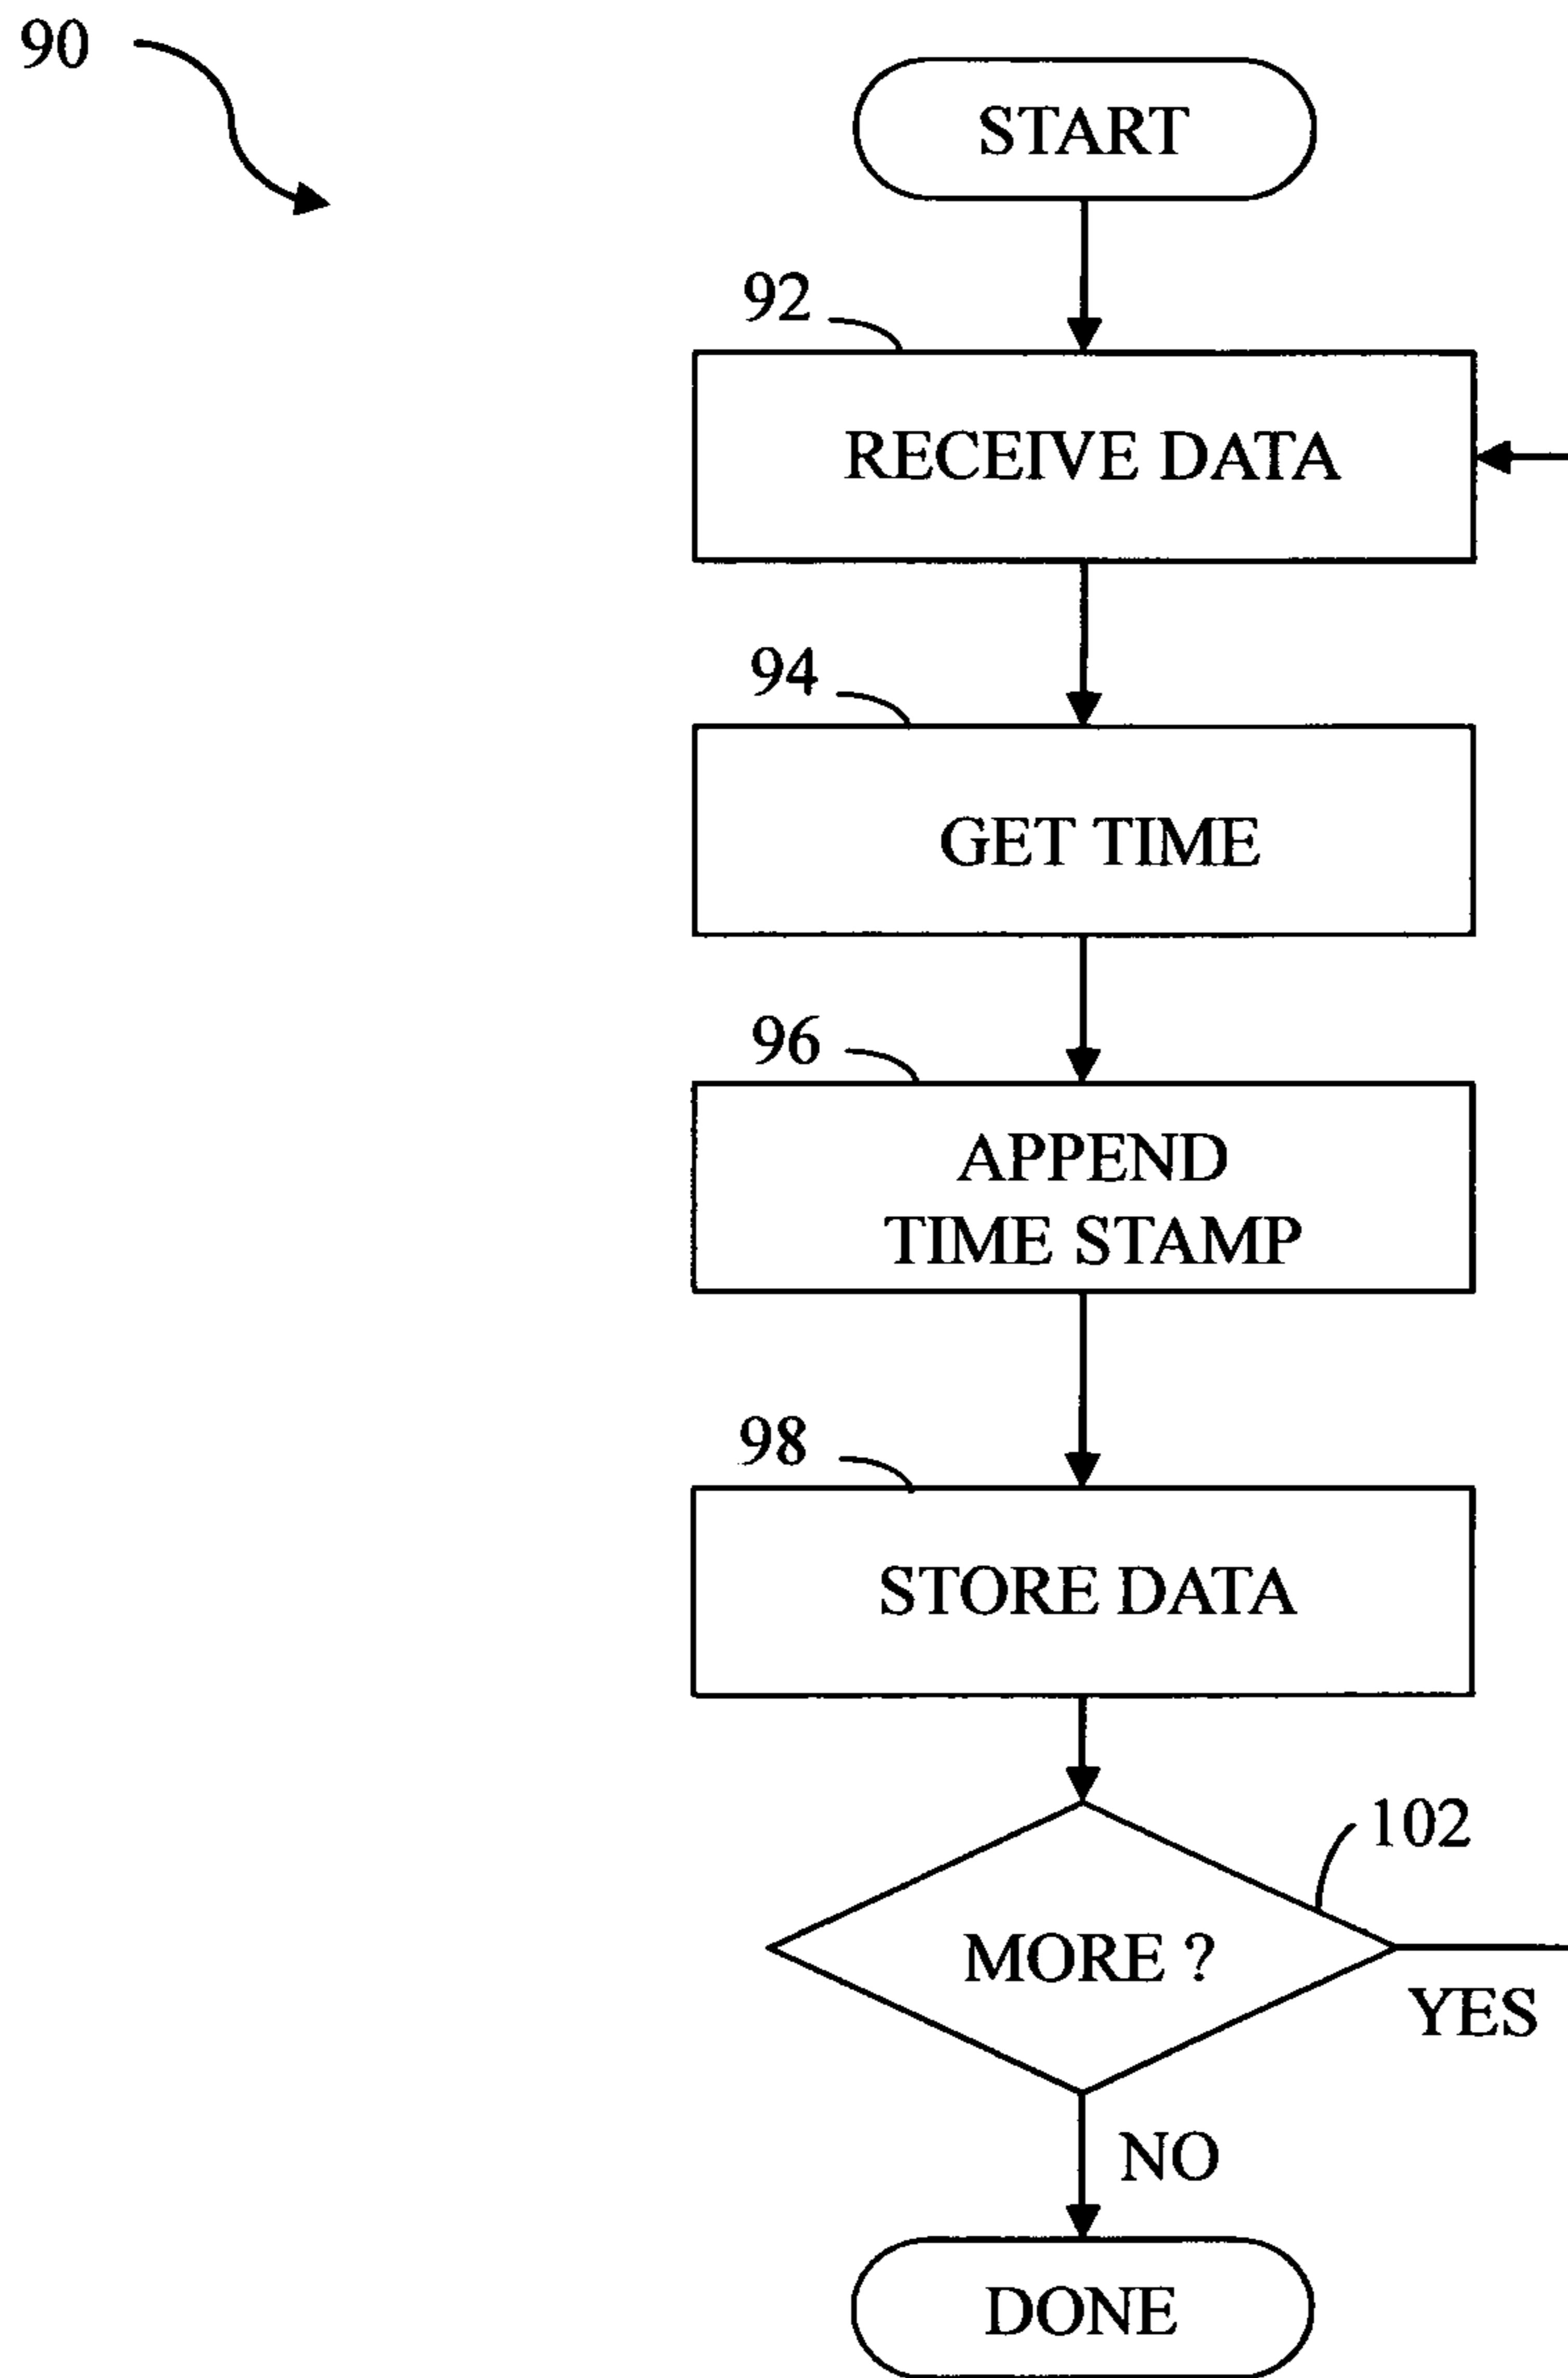 90
START
92
RECEIVE DATA
94
GET TIME
96
APPEND
TIME STAMP
98
STORE DATA
102
MORE ?
YES
NO
DONE